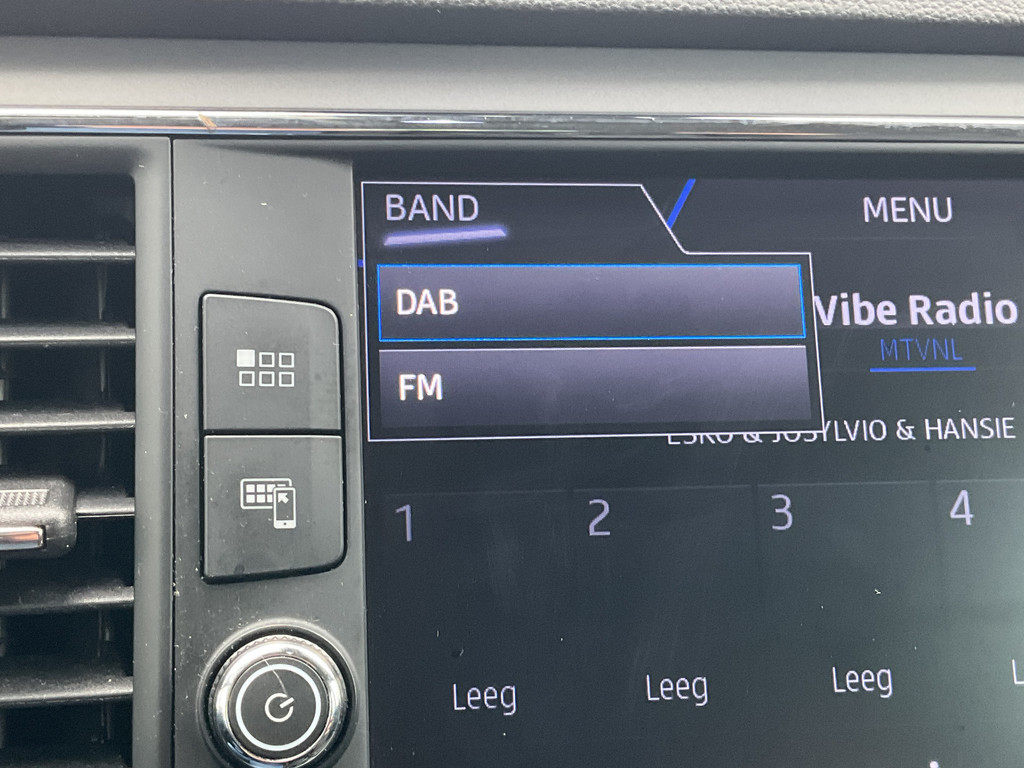 BAND
MENU
DAB
Vibe Radio
MTVNL
FM
& HANSIE
1
2
3
4
Leeg
Leeg
Leeg